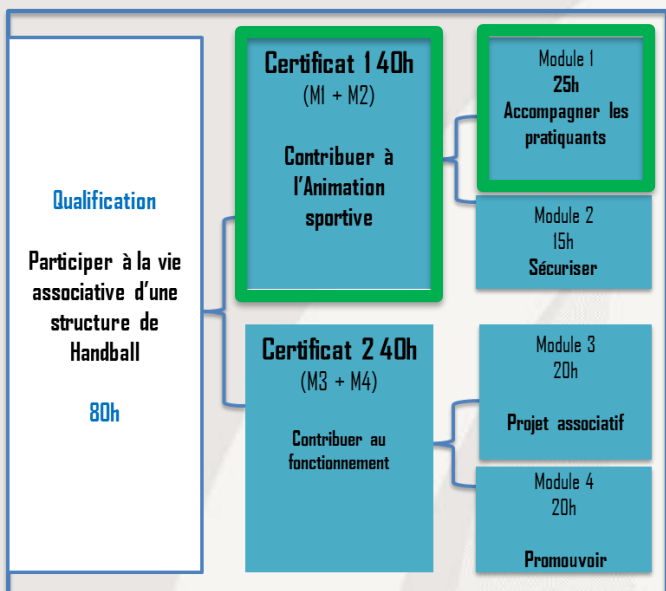 Qualification
Participer à la vie
associative d'une
structure de
Handball
80h
Certificat 1 40h
(M1 + M2)
Contribuer à
l'Animation
sportive
Module 1
25h
Accompagner les
pratiquants
Module 2
15h
Sécuriser
Certificat 2 40h
(M3 + M4)
Contribuer au
fonctionnement
Module 3
20h
Projet associatif
Module 4
20h
Promouvoir